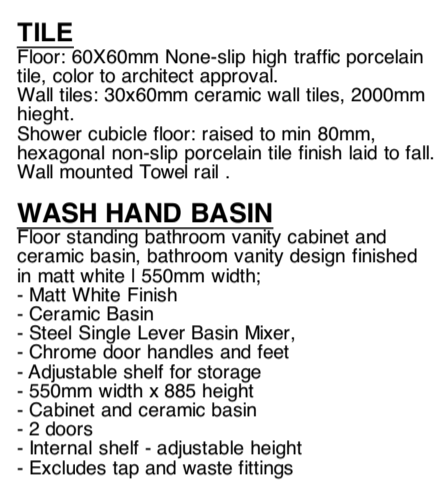 TILE
Floor: 60X60mm None-slip high traffic porcelain
tile, color to architect approval.
Wall tiles: 30x60mm ceramic wall tiles, 2000mm
hieght.
Shower cubicle floor: raised to min 80mm,
hexagonal non-slip porcelain tile finish laid to fall.
Wall mounted Towel rail .
WASH HAND BASIN
Floor standing bathroom vanity cabinet and
ceramic basin, bathroom vanity design finished
in matt white l 550mm width;
- Matt White Finish
- Ceramic Basin
- Steel Single Lever Basin Mixer,
- Chrome door handles and feet
- Adjustable shelf for storage
- 550mm width x 885 height
- Cabinet and ceramic basin
- 2 doors
- Internal shelf - adjustable height
- Excludes tap and waste fittings